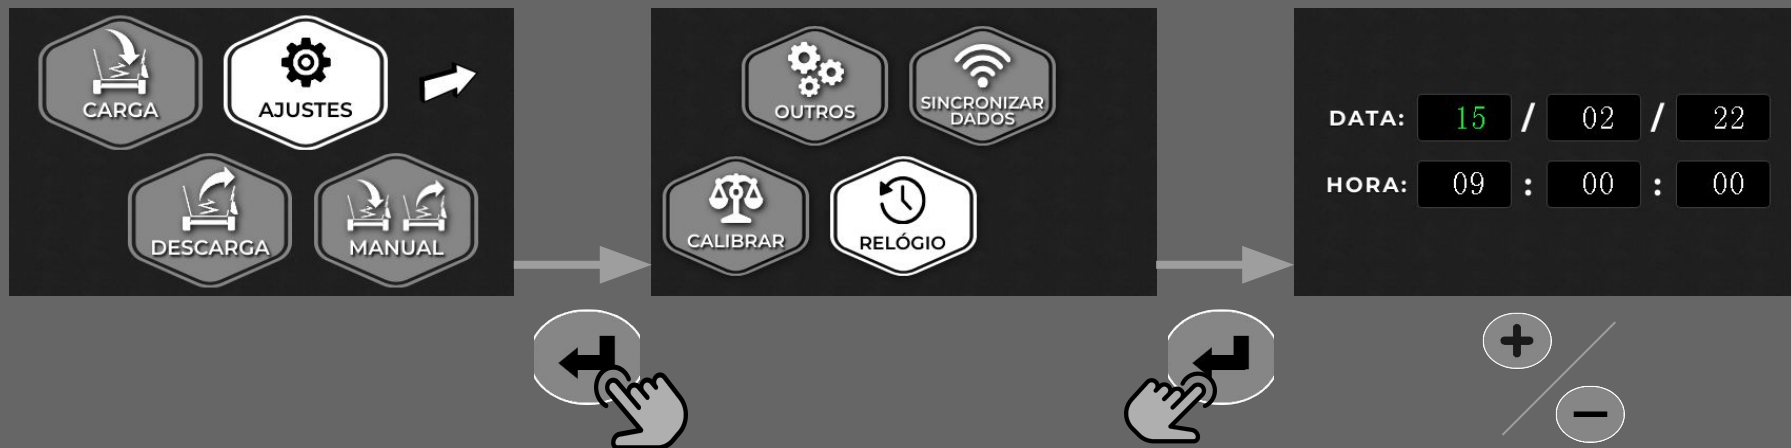 CARGA
AJUSTES
DESCARGA
MANUAL
OUTROS
SINCRONIZAR
DADOS
CALIBRAR
RELÓGIO
DATA: 15 / 02 / 22
HORA: 09 : 00 : 00